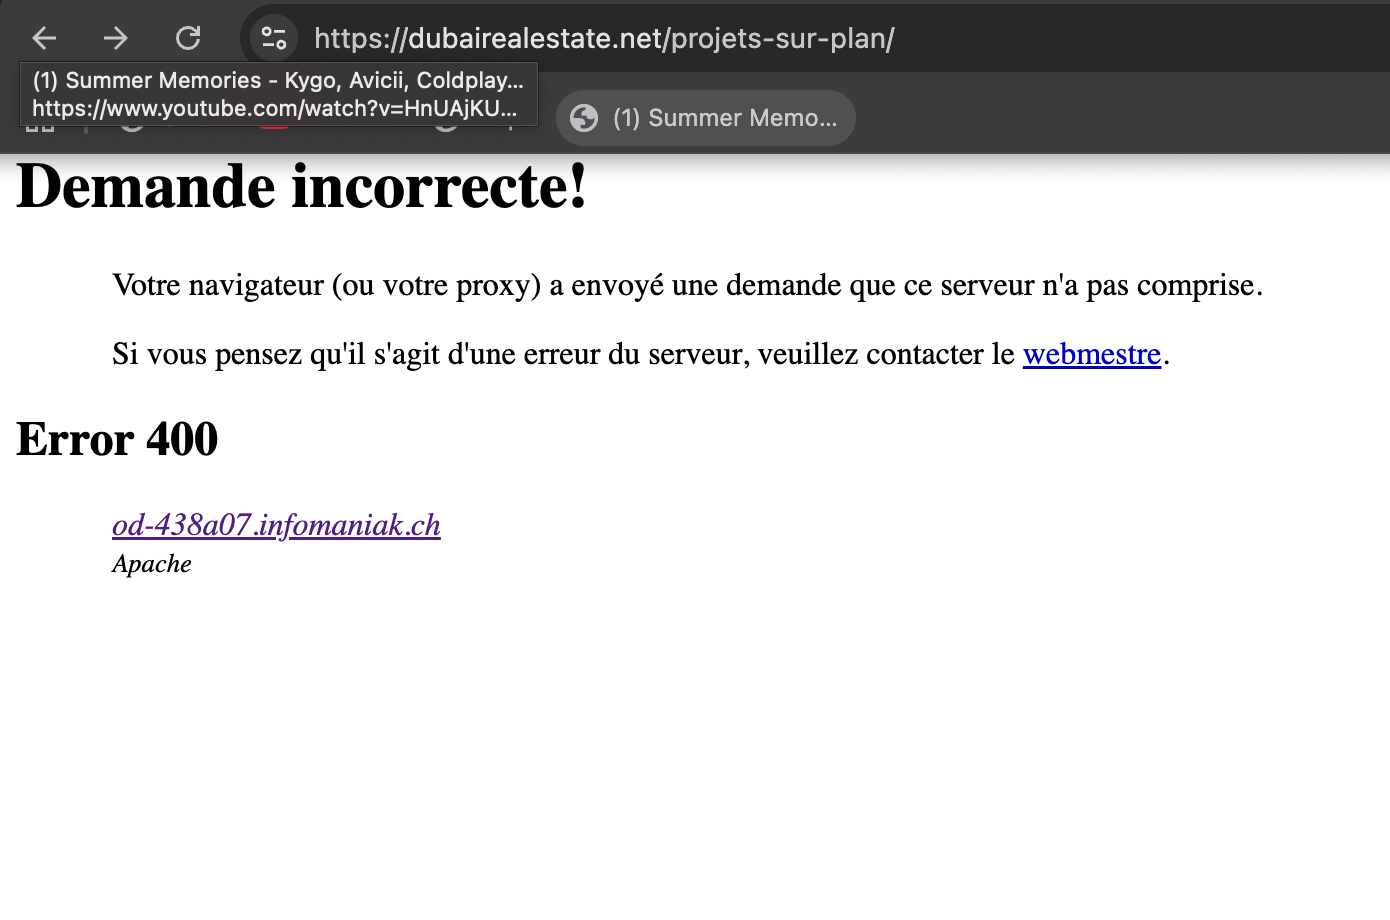 https://dubairealestate.net/projets-sur-plan/
(1) Summer Memories - Kygo, Avicii, Coldplay...
https://www.youtube.com/watch?v=HnUAjKU...
(1) Summer Memo...
Demande incorrecte!
Votre navigateur (ou votre proxy) a envoyé une demande que ce serveur n'a pas comprise.
Si vous pensez qu'il s'agit d'une erreur du serveur, veuillez contacter le webmestre.
Error 400
od-438a07.infomaniak.ch
Apache